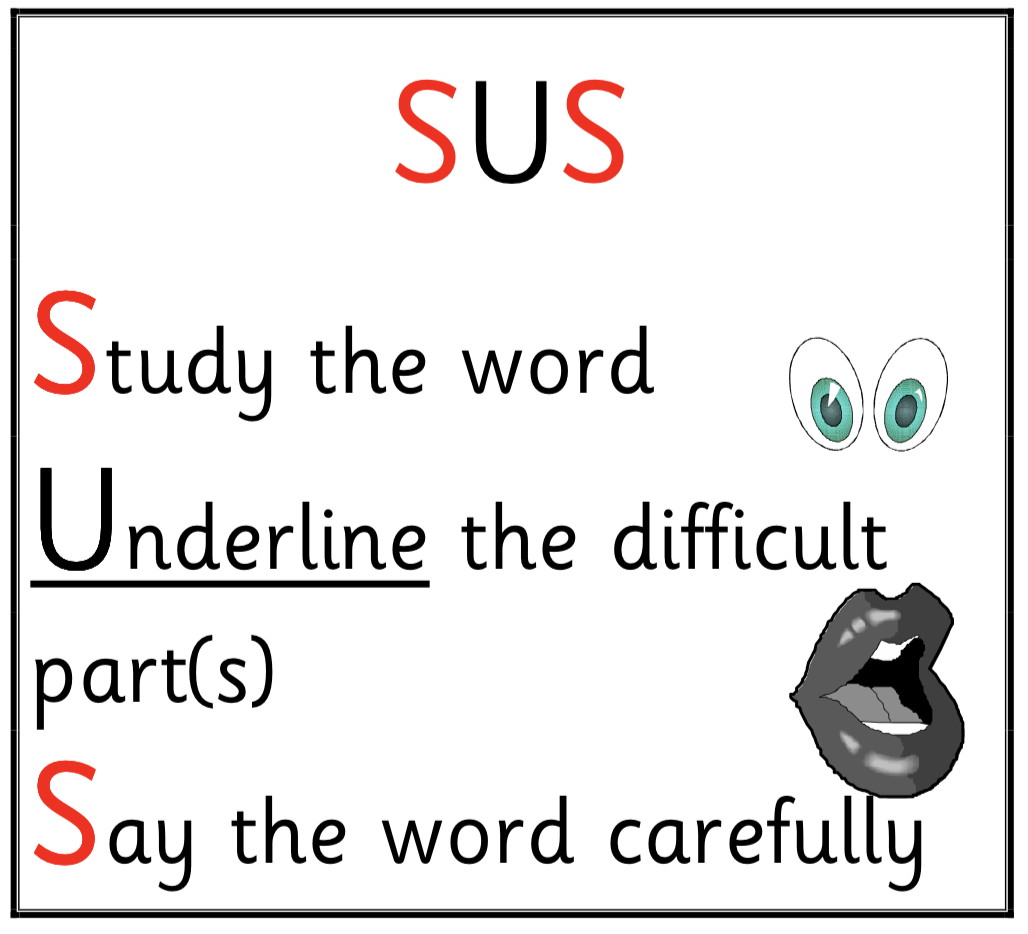 SUS
Study the word
Underline the difficult
part(s)
Say the word carefully